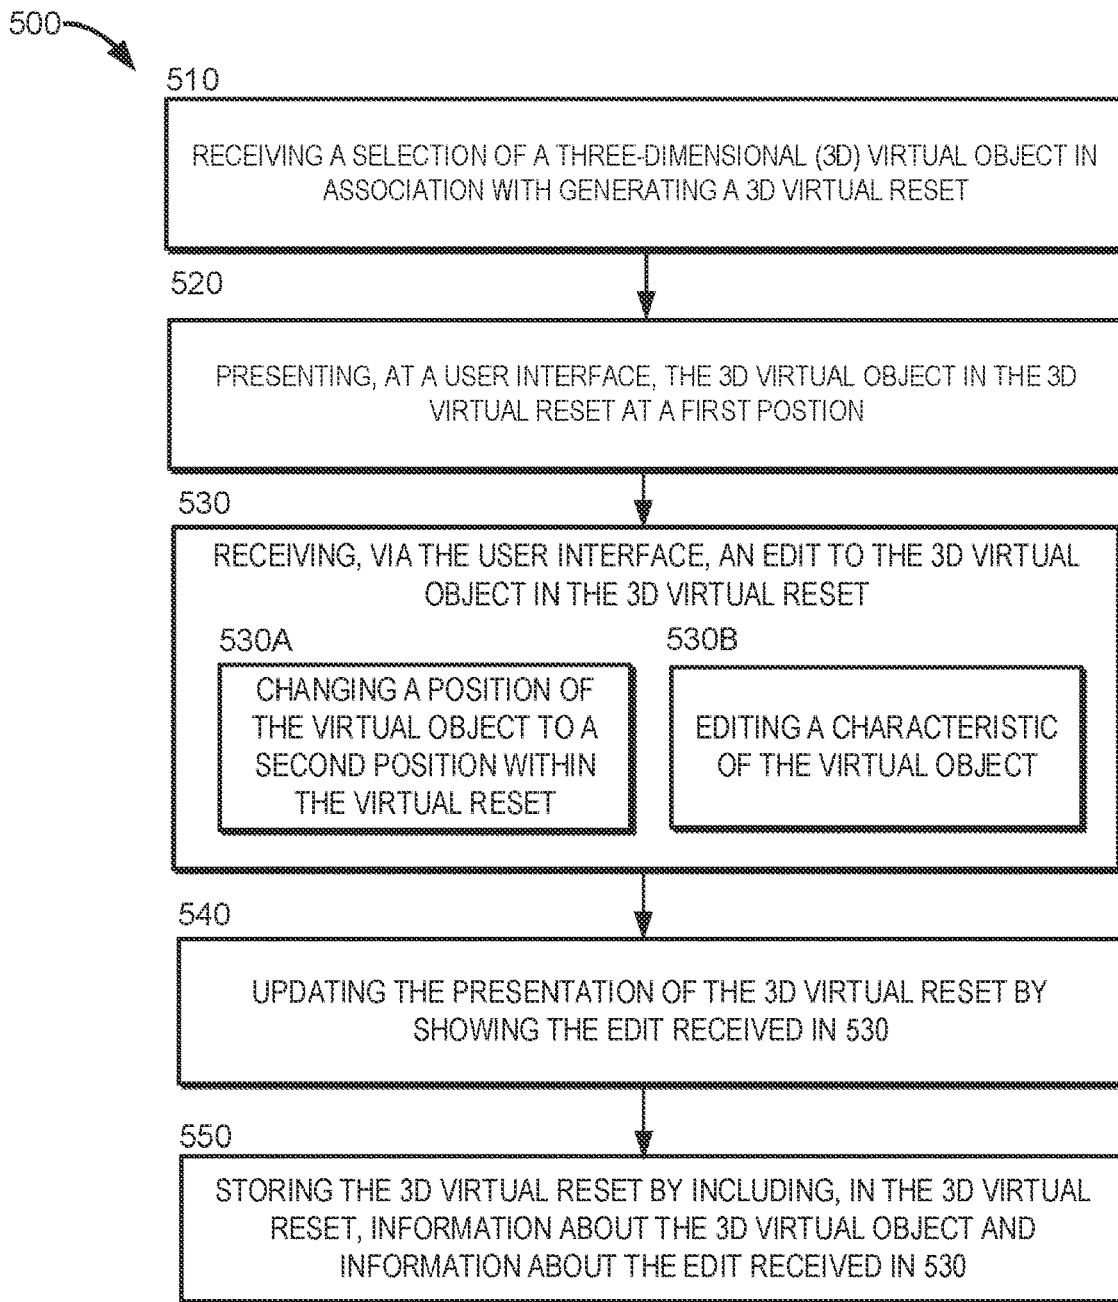 500
510
RECEIVING A SELECTION OF A THREE-DIMENSIONAL (3D) VIRTUAL OBJECT IN
ASSOCIATION WITH GENERATING A 3D VIRTUAL RESET
520
PRESENTING, AT A USER INTERFACE, THE 3D VIRTUAL OBJECT IN THE 3D
VIRTUAL RESET AT A FIRST POSTION
530
RECEIVING, VIA THE USER INTERFACE, AN EDIT TO THE 3D VIRTUAL
OBJECT IN THE 3D VIRTUAL RESET
530A
CHANGING A POSITION OF
THE VIRTUAL OBJECT TO A
SECOND POSITION WITHIN
THE VIRTUAL RESET
530B
EDITING A CHARACTERISTIC
OF THE VIRTUAL OBJECT
540
UPDATING THE PRESENTATION OF THE 3D VIRTUAL RESET BY
SHOWING THE EDIT RECEIVED IN 530
550
STORING THE 3D VIRTUAL RESET BY INCLUDING, IN THE 3D VIRTUAL
RESET, INFORMATION ABOUT THE 3D VIRTUAL OBJECT AND
INFORMATION ABOUT THE EDIT RECEIVED IN 530